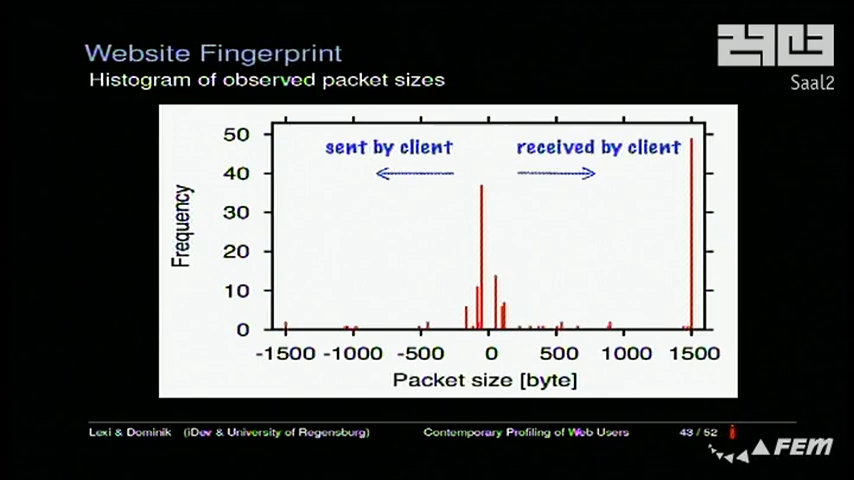 Website Fingerprint
Histogram of observed packet sizes
29C3
Saal2
sent by client
received by client
Frequency
50
40
30
20
10
0
-1500 -1000 -500 0 500 1000 1500
Packet size [byte]
Lexi & Dominik (iDev & University of Regensburg) Contemporary Profiling of Web Users 43 / 52
FEM